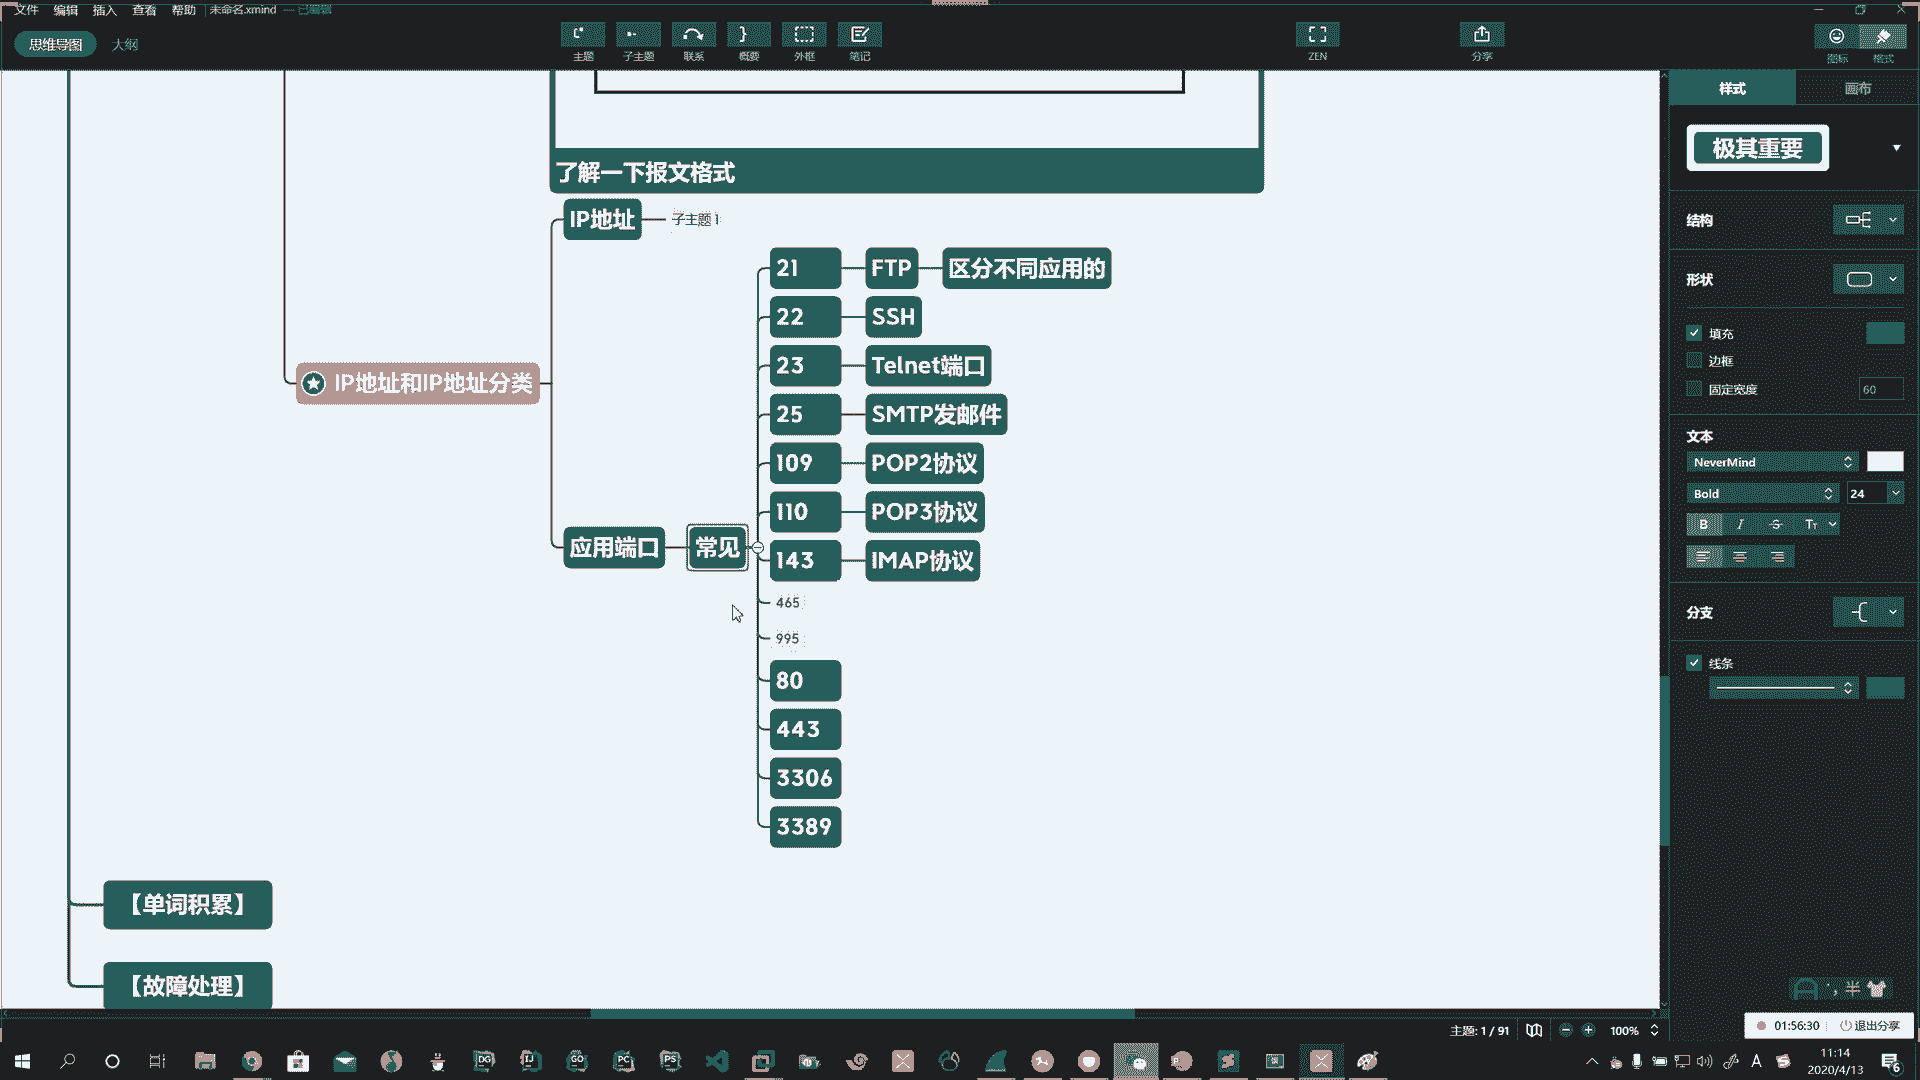 文件 编辑 插入 查看 帮助 未命名.xmind — 已编辑
思维导图 大纲
主题 子主题 联系 概要 外框 笔记 ZEN 分享 图标 格式
样式 画布
极其重要
了解一下报文格式
IP地址 子主题 1
21 FTP 区分不同应用的
22 SSH
23 Telnet端口
IP地址和IP地址分类
25 SMTP发邮件
109 POP2协议
110 POP3协议
应用端口 常见
143 IMAP协议
465
995
80
443
3306
3389
【单词积累】
【故障处理】
结构
形状
填充
边框
固定宽度 60
文本
NeverMind
Bold 24
B I S Tт
分支
线条
半
主题: 1 / 91 100%
01:56:30 退出分享
DG IJ GO PC PS
A
11:14
2020/4/13
6